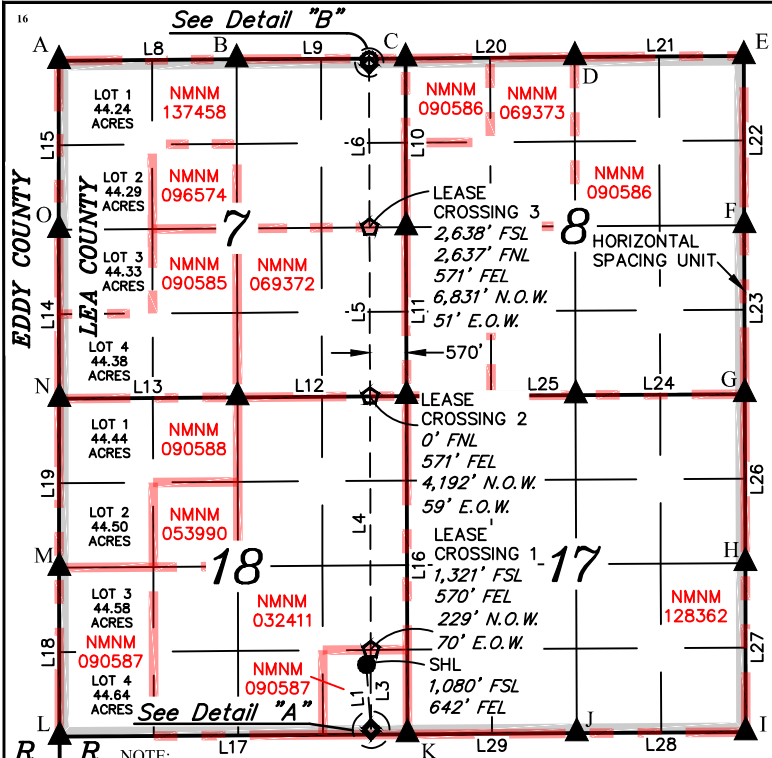 16
See Detail "B"
A
L8
B
L9
C
L20
D
L21
E
LOT 1
44.24
ACRES
NMNM
137458
NMNM
090586
NMNM
069373
L15
L6
L10
L22
LOT 2
44.29
ACRES
NMNM
096574
NMNM
090586
EDDY COUNTY
LEA COUNTY
O
7
8
F
LEASE
CROSSING 3
2,638' FSL
2,637' FNL
571' FEL
6,831' N.O.W.
51' E.O.W.
HORIZONTAL
SPACING UNIT
LOT 3
44.33
ACRES
NMNM
090585
NMNM
069372
L14
L5
L11
L23
570'
LOT 4
44.38
ACRES
N
L13
L12
L25
L24
G
LEASE
CROSSING 2
0' FNL
571' FEL
4,192' N.O.W.
59' E.O.W.
LOT 1
44.44
ACRES
NMNM
090588
L19
L4
L26
LOT 2
44.50
ACRES
NMNM
053990
M
18
L16
17
H
LEASE
CROSSING 1
1,321' FSL
570' FEL
229' N.O.W.
70' E.O.W.
LOT 3
44.58
ACRES
NMNM
032411
NMNM
128362
L18
NMNM
090587
NMNM
090587
L1
L3
L27
SHL
1,080' FSL
642' FEL
LOT 4
44.64
ACRES
See Detail "A"
L
L17
K
L29
J
L28
I
R R
NOTE: